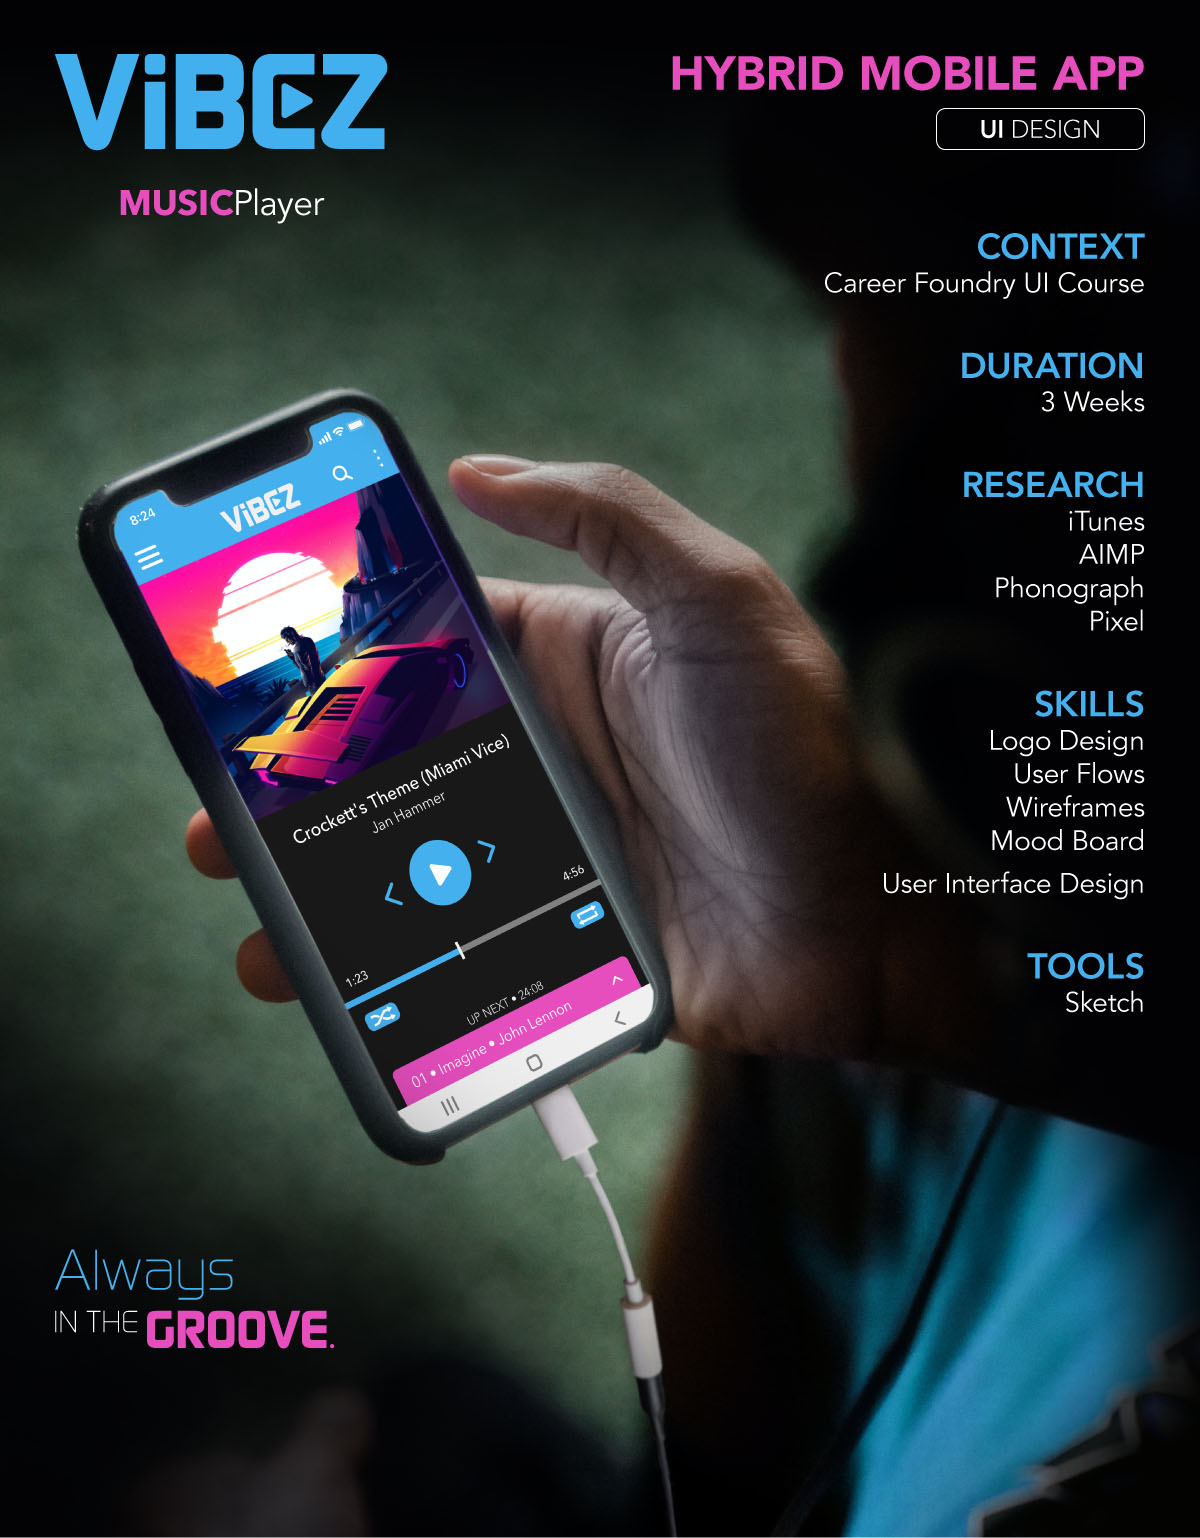 ViBEZ
MUSICPlayer
HYBRID MOBILE APP
UI DESIGN
CONTEXT
Career Foundry UI Course
DURATION
3 Weeks
RESEARCH
iTunes
AIMP
Phonograph
Pixel
SKILLS
Logo Design
User Flows
Wireframes
Mood Board
User Interface Design
TOOLS
Sketch
8:24
ViBEZ
Crockett's Theme (Miami Vice)
Jan Hammer
1:23
4:56
UP NEXT • 24:08
01 • Imagine • John Lennon
Always
IN THE GROOVE.